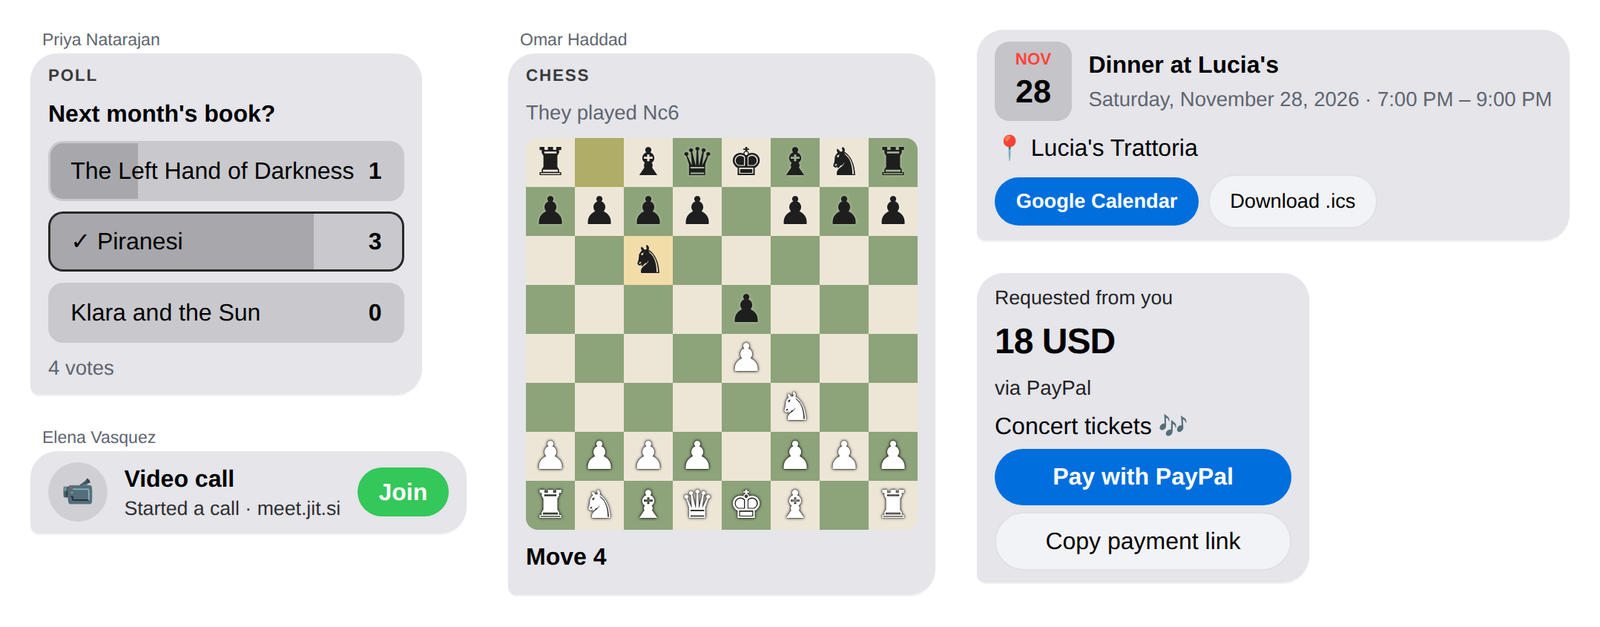 Priya Natarajan
POLL
Next month's book?
The Left Hand of Darkness 1
✓ Piranesi 3
Klara and the Sun 0
4 votes
Elena Vasquez
Video call
Started a call · meet.jit.si
Join
Omar Haddad
CHESS
They played Nc6
Move 4
NOV
28
Dinner at Lucia's
Saturday, November 28, 2026 · 7:00 PM – 9:00 PM
📍 Lucia's Trattoria
Google Calendar
Download .ics
Requested from you
18 USD
via PayPal
Concert tickets 🎶
Pay with PayPal
Copy payment link